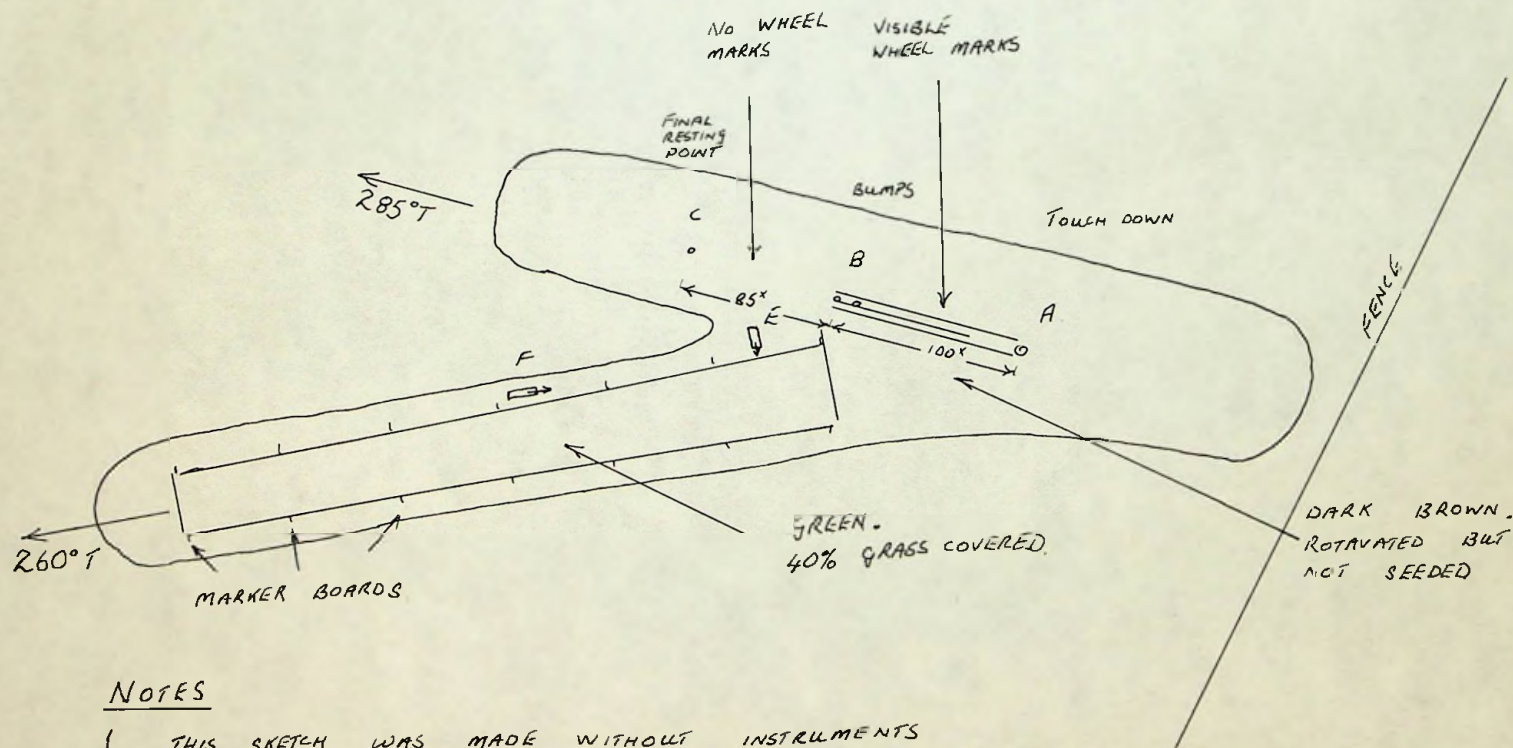 NO WHEEL
MARKS
VISIBLE
WHEEL MARKS
FINAL
RESTING
POINT
285°T
BUMPS
TOUCH DOWN
C
B
A
FENCE
85ˣ
E
100ˣ
F
260°T
MARKER BOARDS
GREEN.
40% GRASS COVERED.
DARK BROWN.
ROTAVATED BUT
NOT SEEDED
NOTES
1 THIS SKETCH WAS MADE WITHOUT INSTRUMENTS